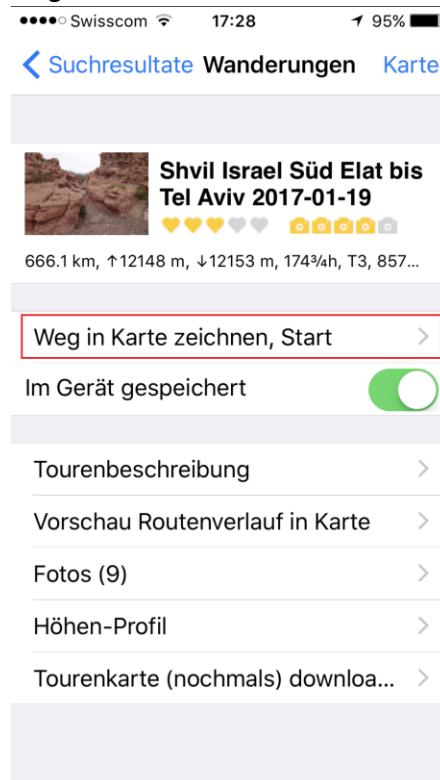 Swisscom 17:28 95%
Suchresultate Wanderungen Karte
Shvil Israel Süd Elat bis
Tel Aviv 2017-01-19
666.1 km, ↑12148 m, ↓12153 m, 174¾h, T3, 857...
Weg in Karte zeichnen, Start
Im Gerät gespeichert
Tourenbeschreibung
Vorschau Routenverlauf in Karte
Fotos (9)
Höhen-Profil
Tourenkarte (nochmals) downloa...